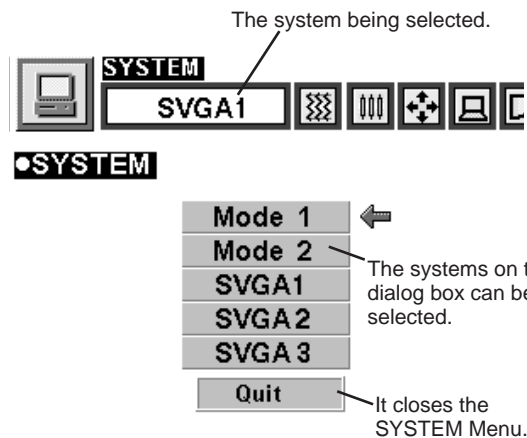 The system being selected.
SYSTEM
SVGA1
●SYSTEM
Mode 1
Mode 2
SVGA1
SVGA2
SVGA3
Quit
The systems on
dialog box can be
selected.
It closes the
SYSTEM Menu.